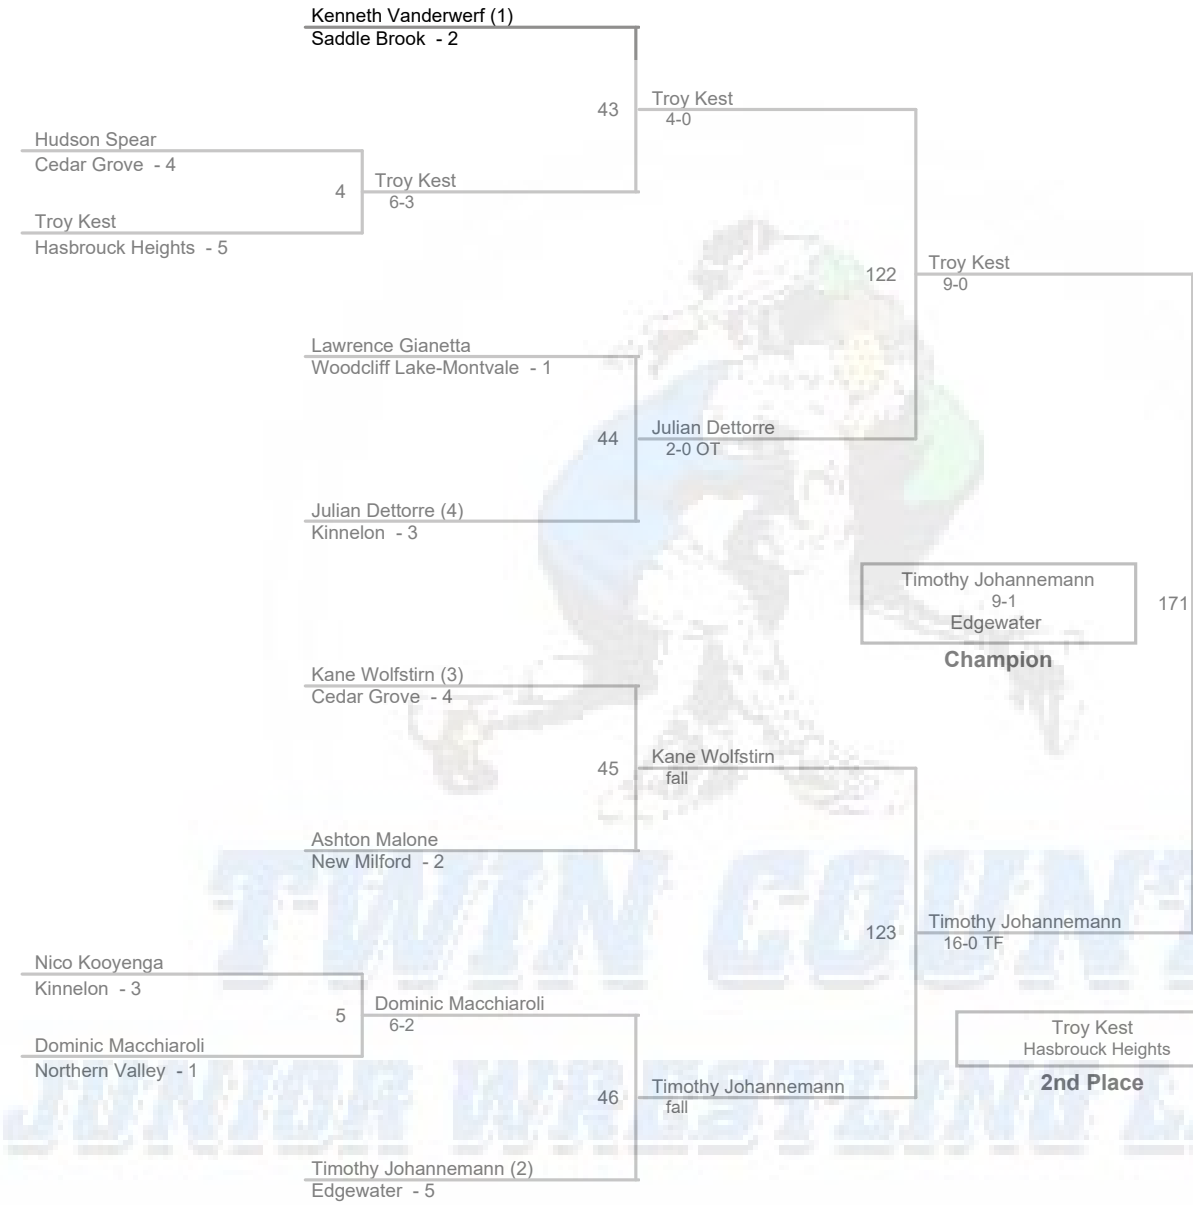 Kenneth Vanderwerf (1)
Saddle Brook - 2
43
Troy Kest
4-0
Hudson Spear
Cedar Grove - 4
4
Troy Kest
6-3
Troy Kest
Hasbrouck Heights - 5
122
Troy Kest
9-0
Lawrence Gianetta
Woodcliff Lake-Montvale - 1
44
Julian Dettorre
2-0 OT
Julian Dettorre (4)
Kinnelon - 3
Timothy Johannemann
9-1
Edgewater
171
Champion
Kane Wolfstirn (3)
Cedar Grove - 4
45
Kane Wolfstirn
fall
Ashton Malone
New Milford - 2
TWIN COUNT
123
Timothy Johannemann
16-0 TF
Nico Kooyenga
Kinnelon - 3
5
Dominic Macchiaroli
6-2
Dominic Macchiaroli
Northern Valley - 1
Troy Kest
Hasbrouck Heights
2nd Place
JUNIOR WRESTLING
46
Timothy Johannemann
fall
Timothy Johannemann (2)
Edgewater - 5